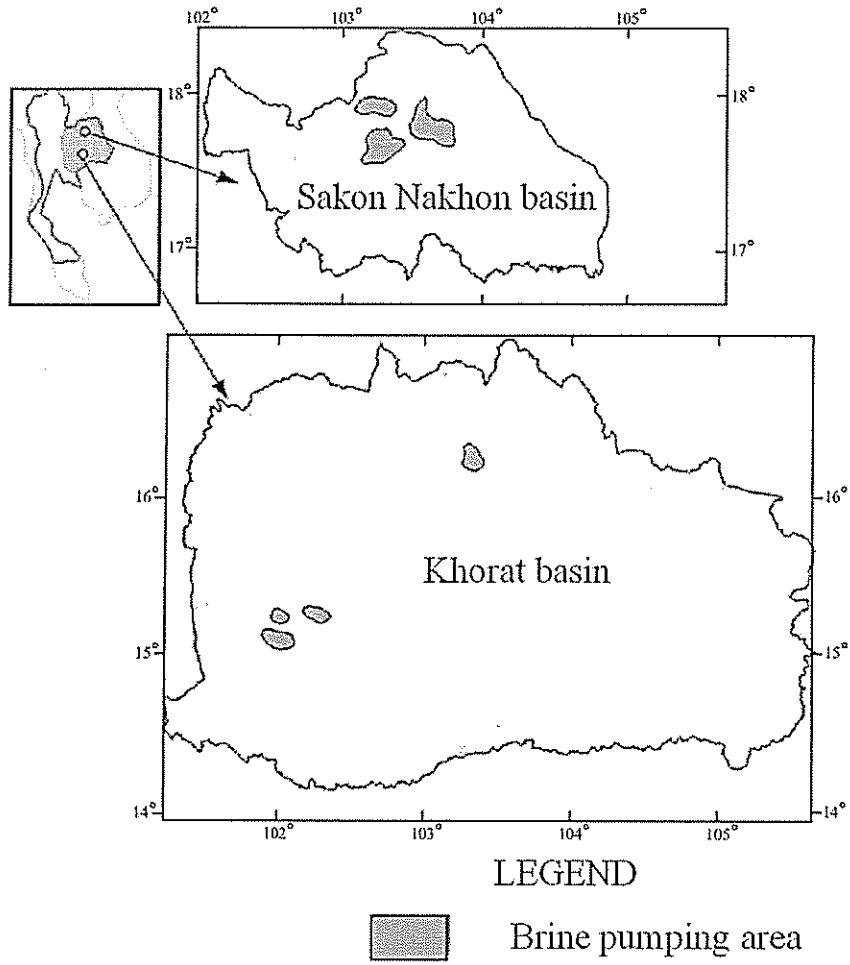 102° 103° 104° 105°
18° 18°
Sakon Nakhon basin
17° 17°
16° 16°
Khorat basin
15° 15°
14° 14°
102° 103° 104° 105°
LEGEND
Brine pumping area